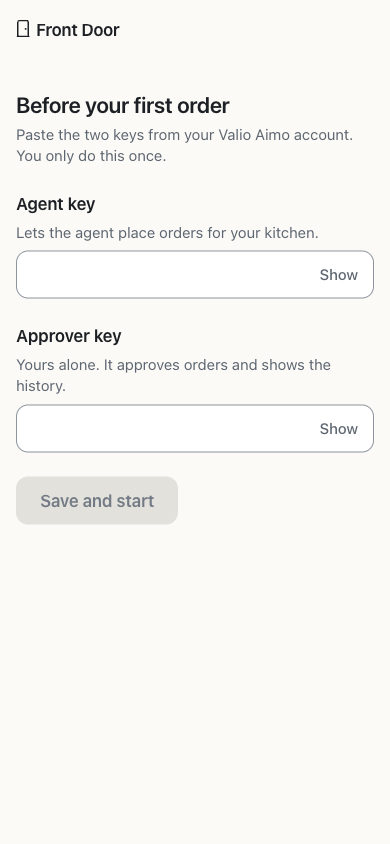 Front Door
Before your first order
Paste the two keys from your Valio Aimo account.
You only do this once.
Agent key
Lets the agent place orders for your kitchen.
Show
Approver key
Yours alone. It approves orders and shows the
history.
Show
Save and start